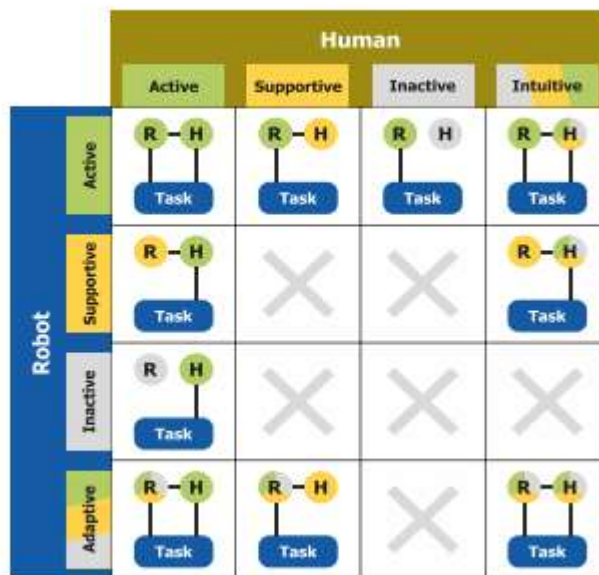 Human
Active Supportive Inactive Intuitive
Robot
Active
R H
Task
R H
Task
R H
Task
R H
Task
Supportive
R H
Task
R H
Task
Inactive
R H
Task
Adaptive
R H
Task
R H
Task
R H
Task